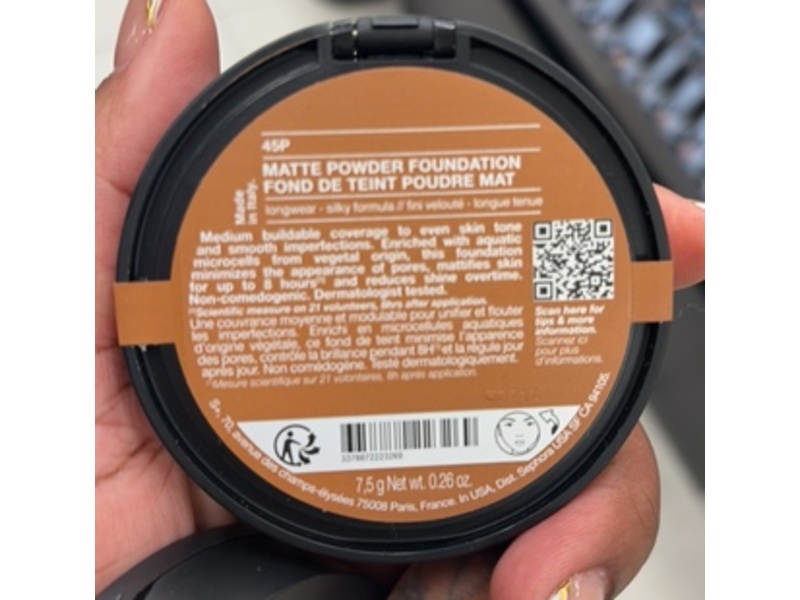 45P
Made
in Italy.
MATTE POWDER FOUNDATION
FOND DE TEINT POUDRE MAT
longwear - silky formula // fini velouté - longue tenue
Medium buildable coverage to even skin tone
and smooth imperfections. Enriched with aquatic
microcells from vegetal origin, this foundation
minimizes the appearance of pores, mattifies skin
for up to 8 hours⁽¹⁾ and reduces shine overtime.
Non-comedogenic. Dermatologist tested.
⁽¹⁾Scientific measure on 21 volunteers, 8hrs after application.
Une couvrance moyenne et modulable pour unifier et flouter
les imperfections. Enrichi en microcellules aquatiques
d'origine végétale, ce fond de teint minimise l'apparence
des pores, contrôle la brillance pendant 8H⁽¹⁾ et la régule jour
après jour. Non comédogène. Testé dermatologiquement.
⁽¹⁾Mesure scientifique sur 21 volontaires, 8h après application.
Scan here for
tips & more
information.
Scannez ici
pour plus
d'informations.
3378872223269
7,5 g Net wt. 0.26 oz.
S+, 70, avenue des champs-élysées 75008 Paris, France. In USA, Dist. Sephora USA SF CA 94105.